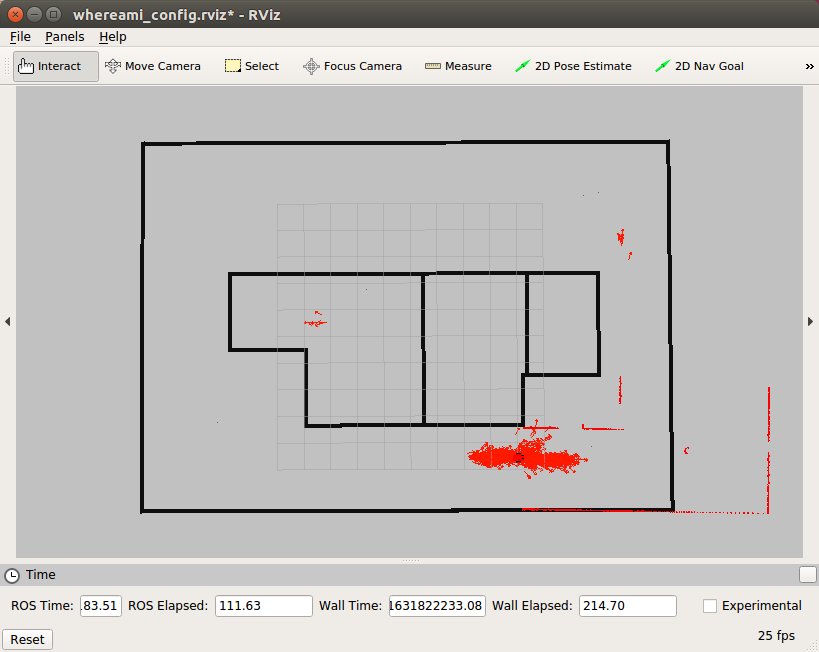 whereami_config.rviz* - RViz
File Panels Help
Interact Move Camera Select Focus Camera Measure 2D Pose Estimate 2D Nav Goal »
Time
ROS Time: .83.51 ROS Elapsed: 111.63 Wall Time: 1631822233.08 Wall Elapsed: 214.70 Experimental
Reset 25 fps